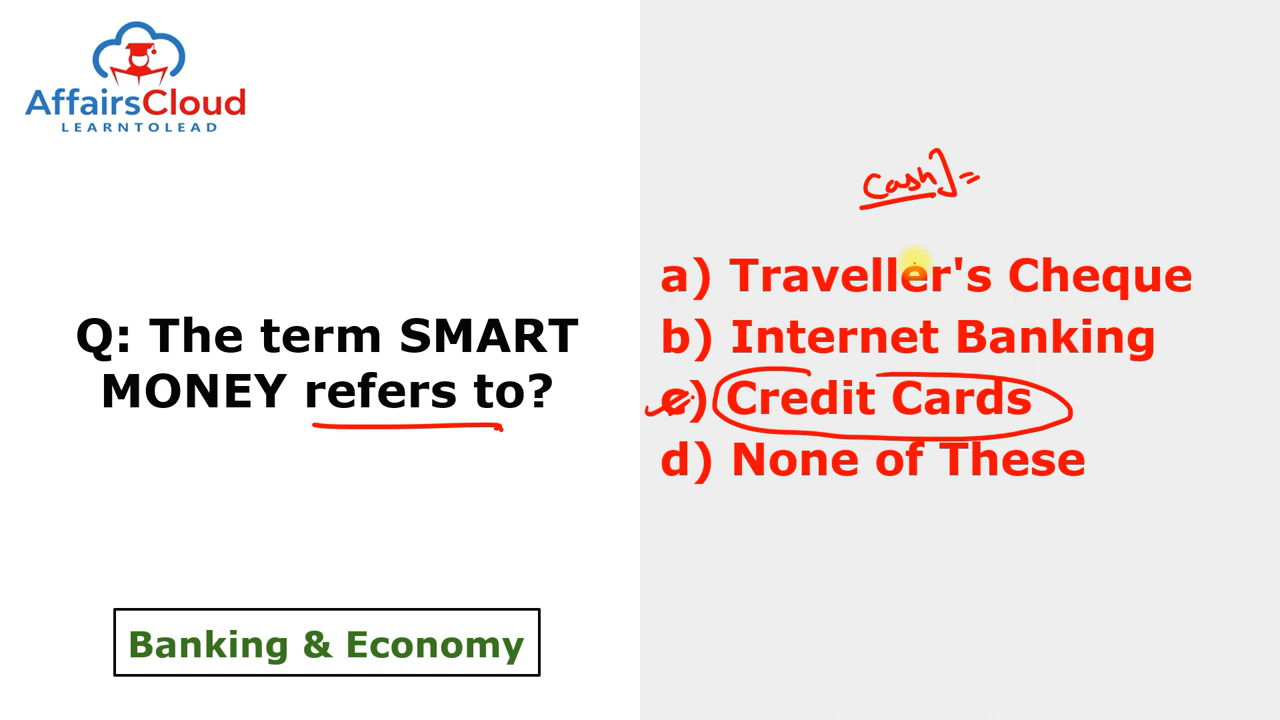 AffairsCloud
LEARNTOLEAD
Cash] =
Q: The term SMART
MONEY refers to?
a) Traveller's Cheque
b) Internet Banking
c) Credit Cards
d) None of These
Banking & Economy